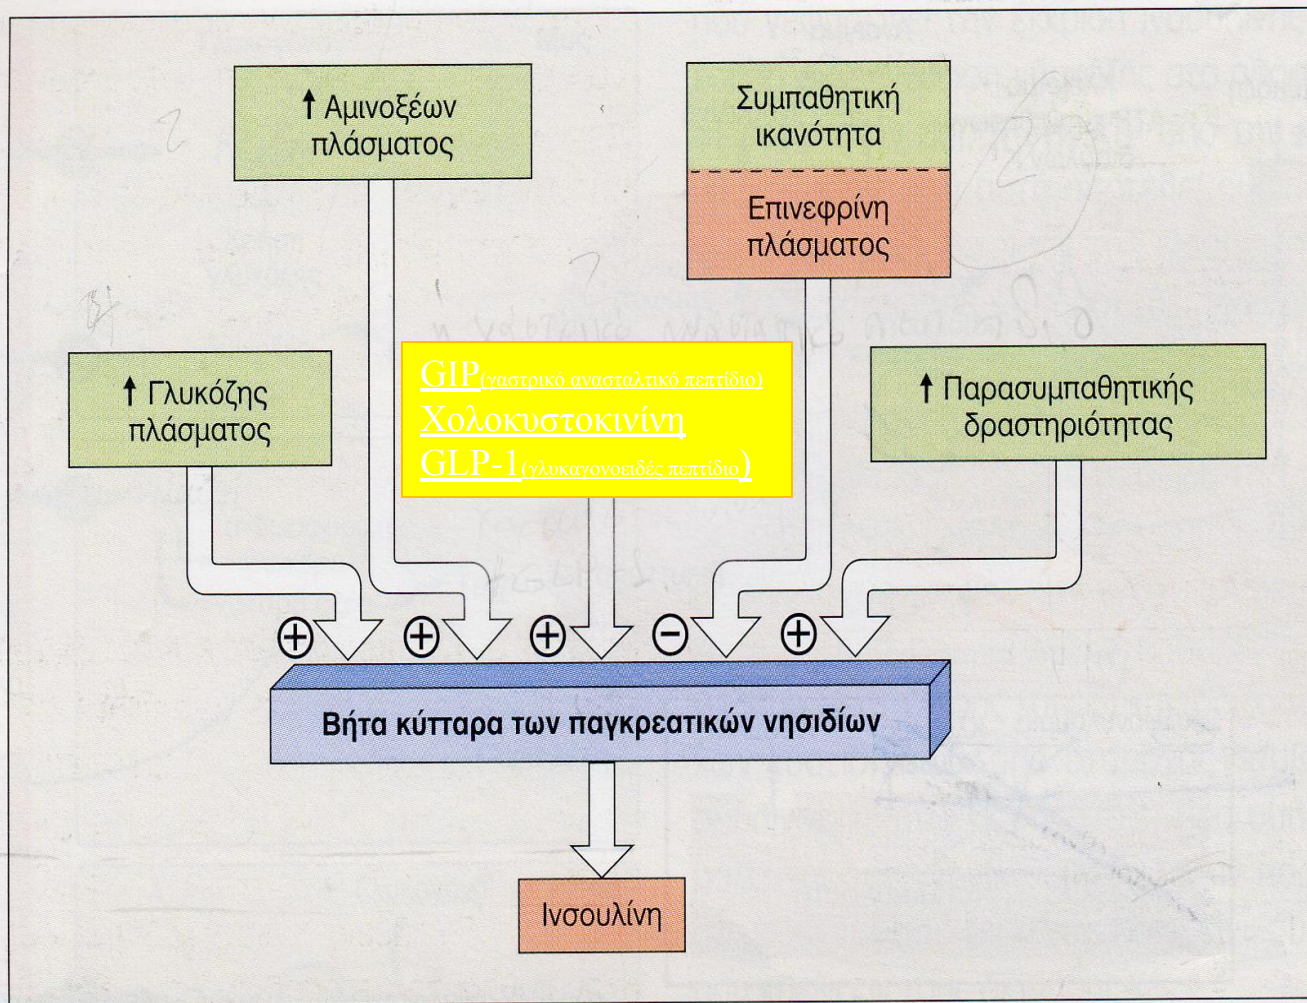 ↑ Αμινοξέων
πλάσματος
Συμπαθητική
ικανότητα
Επινεφρίνη
πλάσματος
↑ Γλυκόζης
πλάσματος
GIP(γαστρικό ανασταλτικό πεπτίδιο)
Χολοκυστοκινίνη
GLP-1(γλυκαγονοειδές πεπτίδιο)
↑ Παρασυμπαθητικής
δραστηριότητας
+ + + − +
Βήτα κύτταρα των παγκρεατικών νησιδίων
Ινσουλίνη